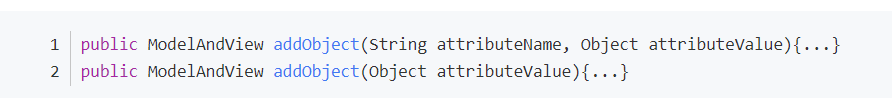 1 public ModelAndView addObject(String attributeName, Object attributeValue){...}
2 public ModelAndView addObject(Object attributeValue){...}